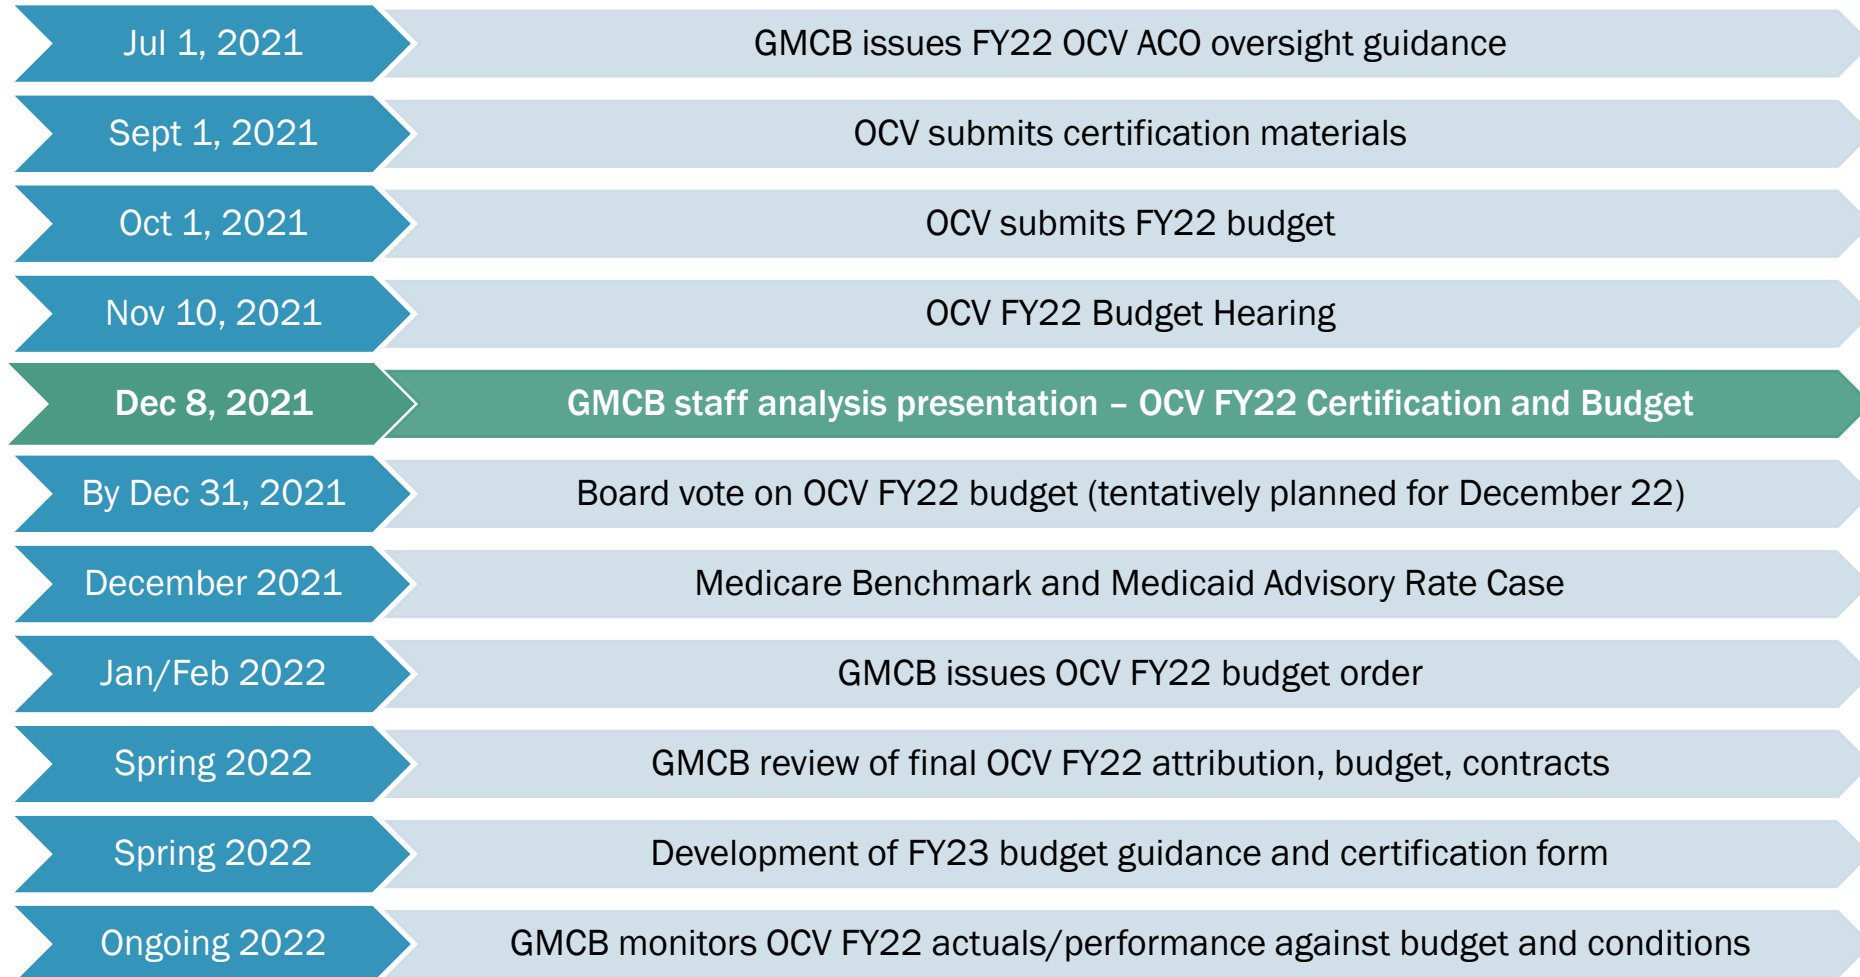 Jul 1, 2021 GMCB issues FY22 OCV ACO oversight guidance
Sept 1, 2021 OCV submits certification materials
Oct 1, 2021 OCV submits FY22 budget
Nov 10, 2021 OCV FY22 Budget Hearing
Dec 8, 2021 GMCB staff analysis presentation – OCV FY22 Certification and Budget
By Dec 31, 2021 Board vote on OCV FY22 budget (tentatively planned for December 22)
December 2021 Medicare Benchmark and Medicaid Advisory Rate Case
Jan/Feb 2022 GMCB issues OCV FY22 budget order
Spring 2022 GMCB review of final OCV FY22 attribution, budget, contracts
Spring 2022 Development of FY23 budget guidance and certification form
Ongoing 2022 GMCB monitors OCV FY22 actuals/performance against budget and conditions